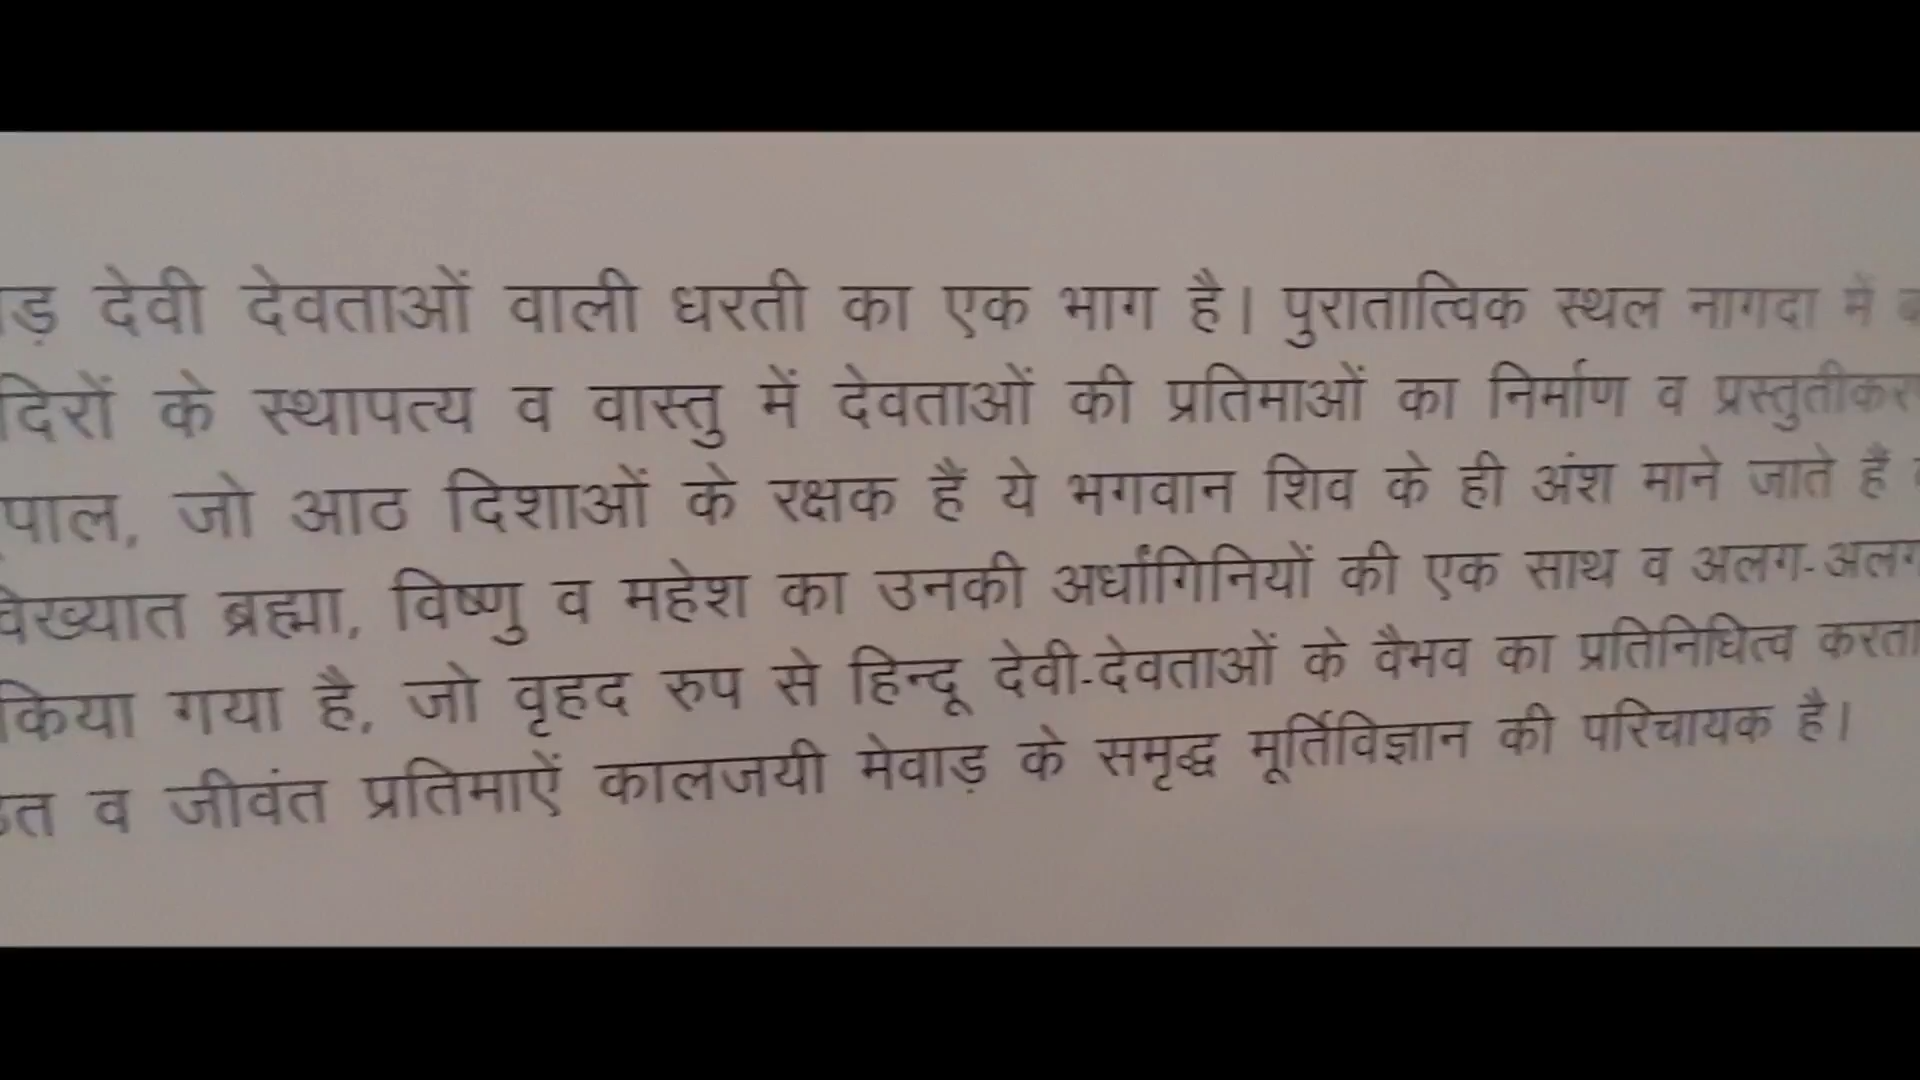 देवी देवताओं वाली धरती का एक भाग है। पुरातात्विक स्थल नागदा में
के स्थापत्य व वास्तु में देवताओं की प्रतिमाओं का निर्माण व
जो आठ दिशाओं के रक्षक हैं ये भगवान शिव के ही अंश माने जाते हैं
ब्रह्मा, विष्णु व महेश का उनकी अर्धांगिनियों की एक साथ व अलग-अलग
किया गया है, जो वृहद रुप से हिन्दू देवी-देवताओं के वैभव का प्रतिनिधित्व करता
व जीवंत प्रतिमाऐं कालजयी मेवाड़ के समृद्ध मूर्तिविज्ञान की परिचायक है।